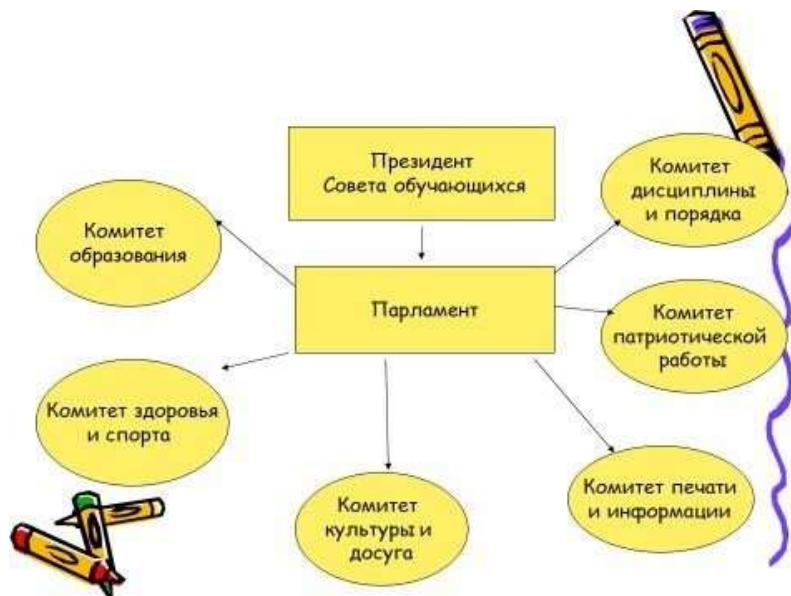 Президент
Совета обучающихся
Комитет
дисциплины
и порядка
Комитет
образования
Парламент
Комитет
патриотической
работы
Комитет здоровья
и спорта
Комитет
культуры и
досуга
Комитет печати
и информации